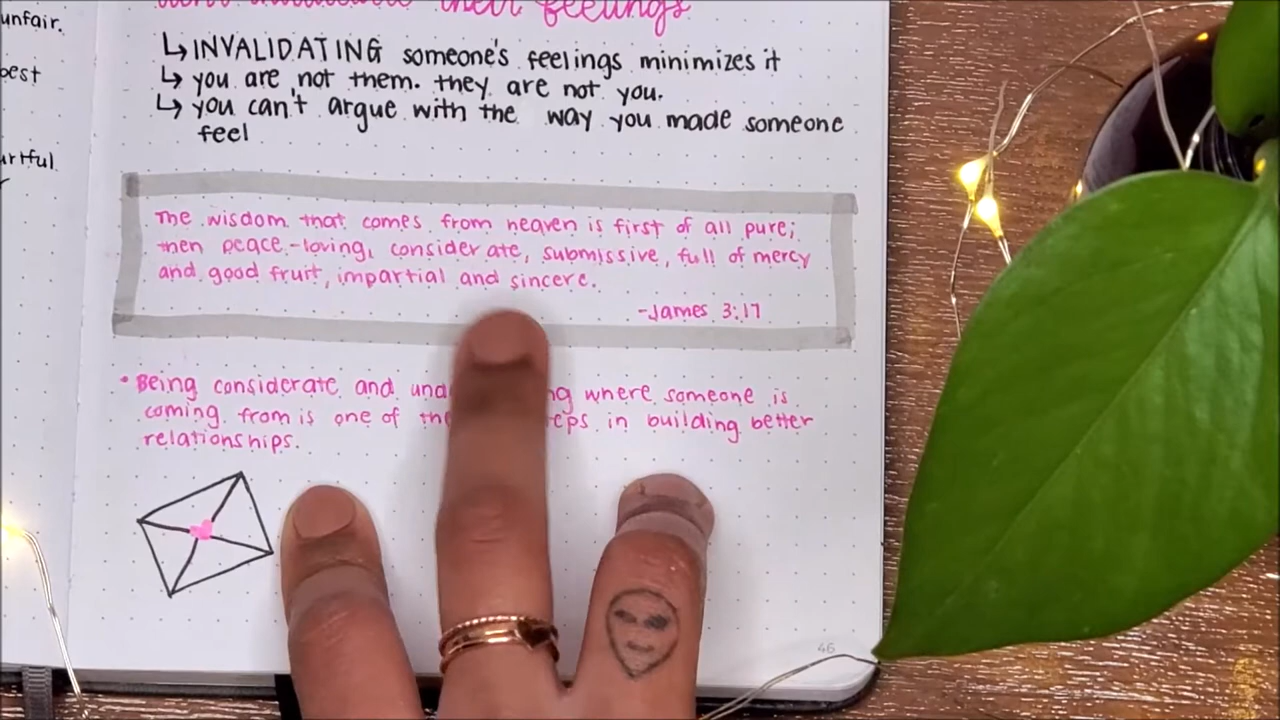 unfair.
their feelings
↳ INVALIDATING someone's feelings minimizes it
↳ you are not them. they are not you.
↳ you can't argue with the way you made someone
feel
The wisdom that comes from heaven is first of all pure;
then peace-loving, considerate, submissive, full of mercy
and good fruit, impartial and sincere.
-James 3:17
• Being considerate and where someone is
coming from is one of in building better
relationships.
46